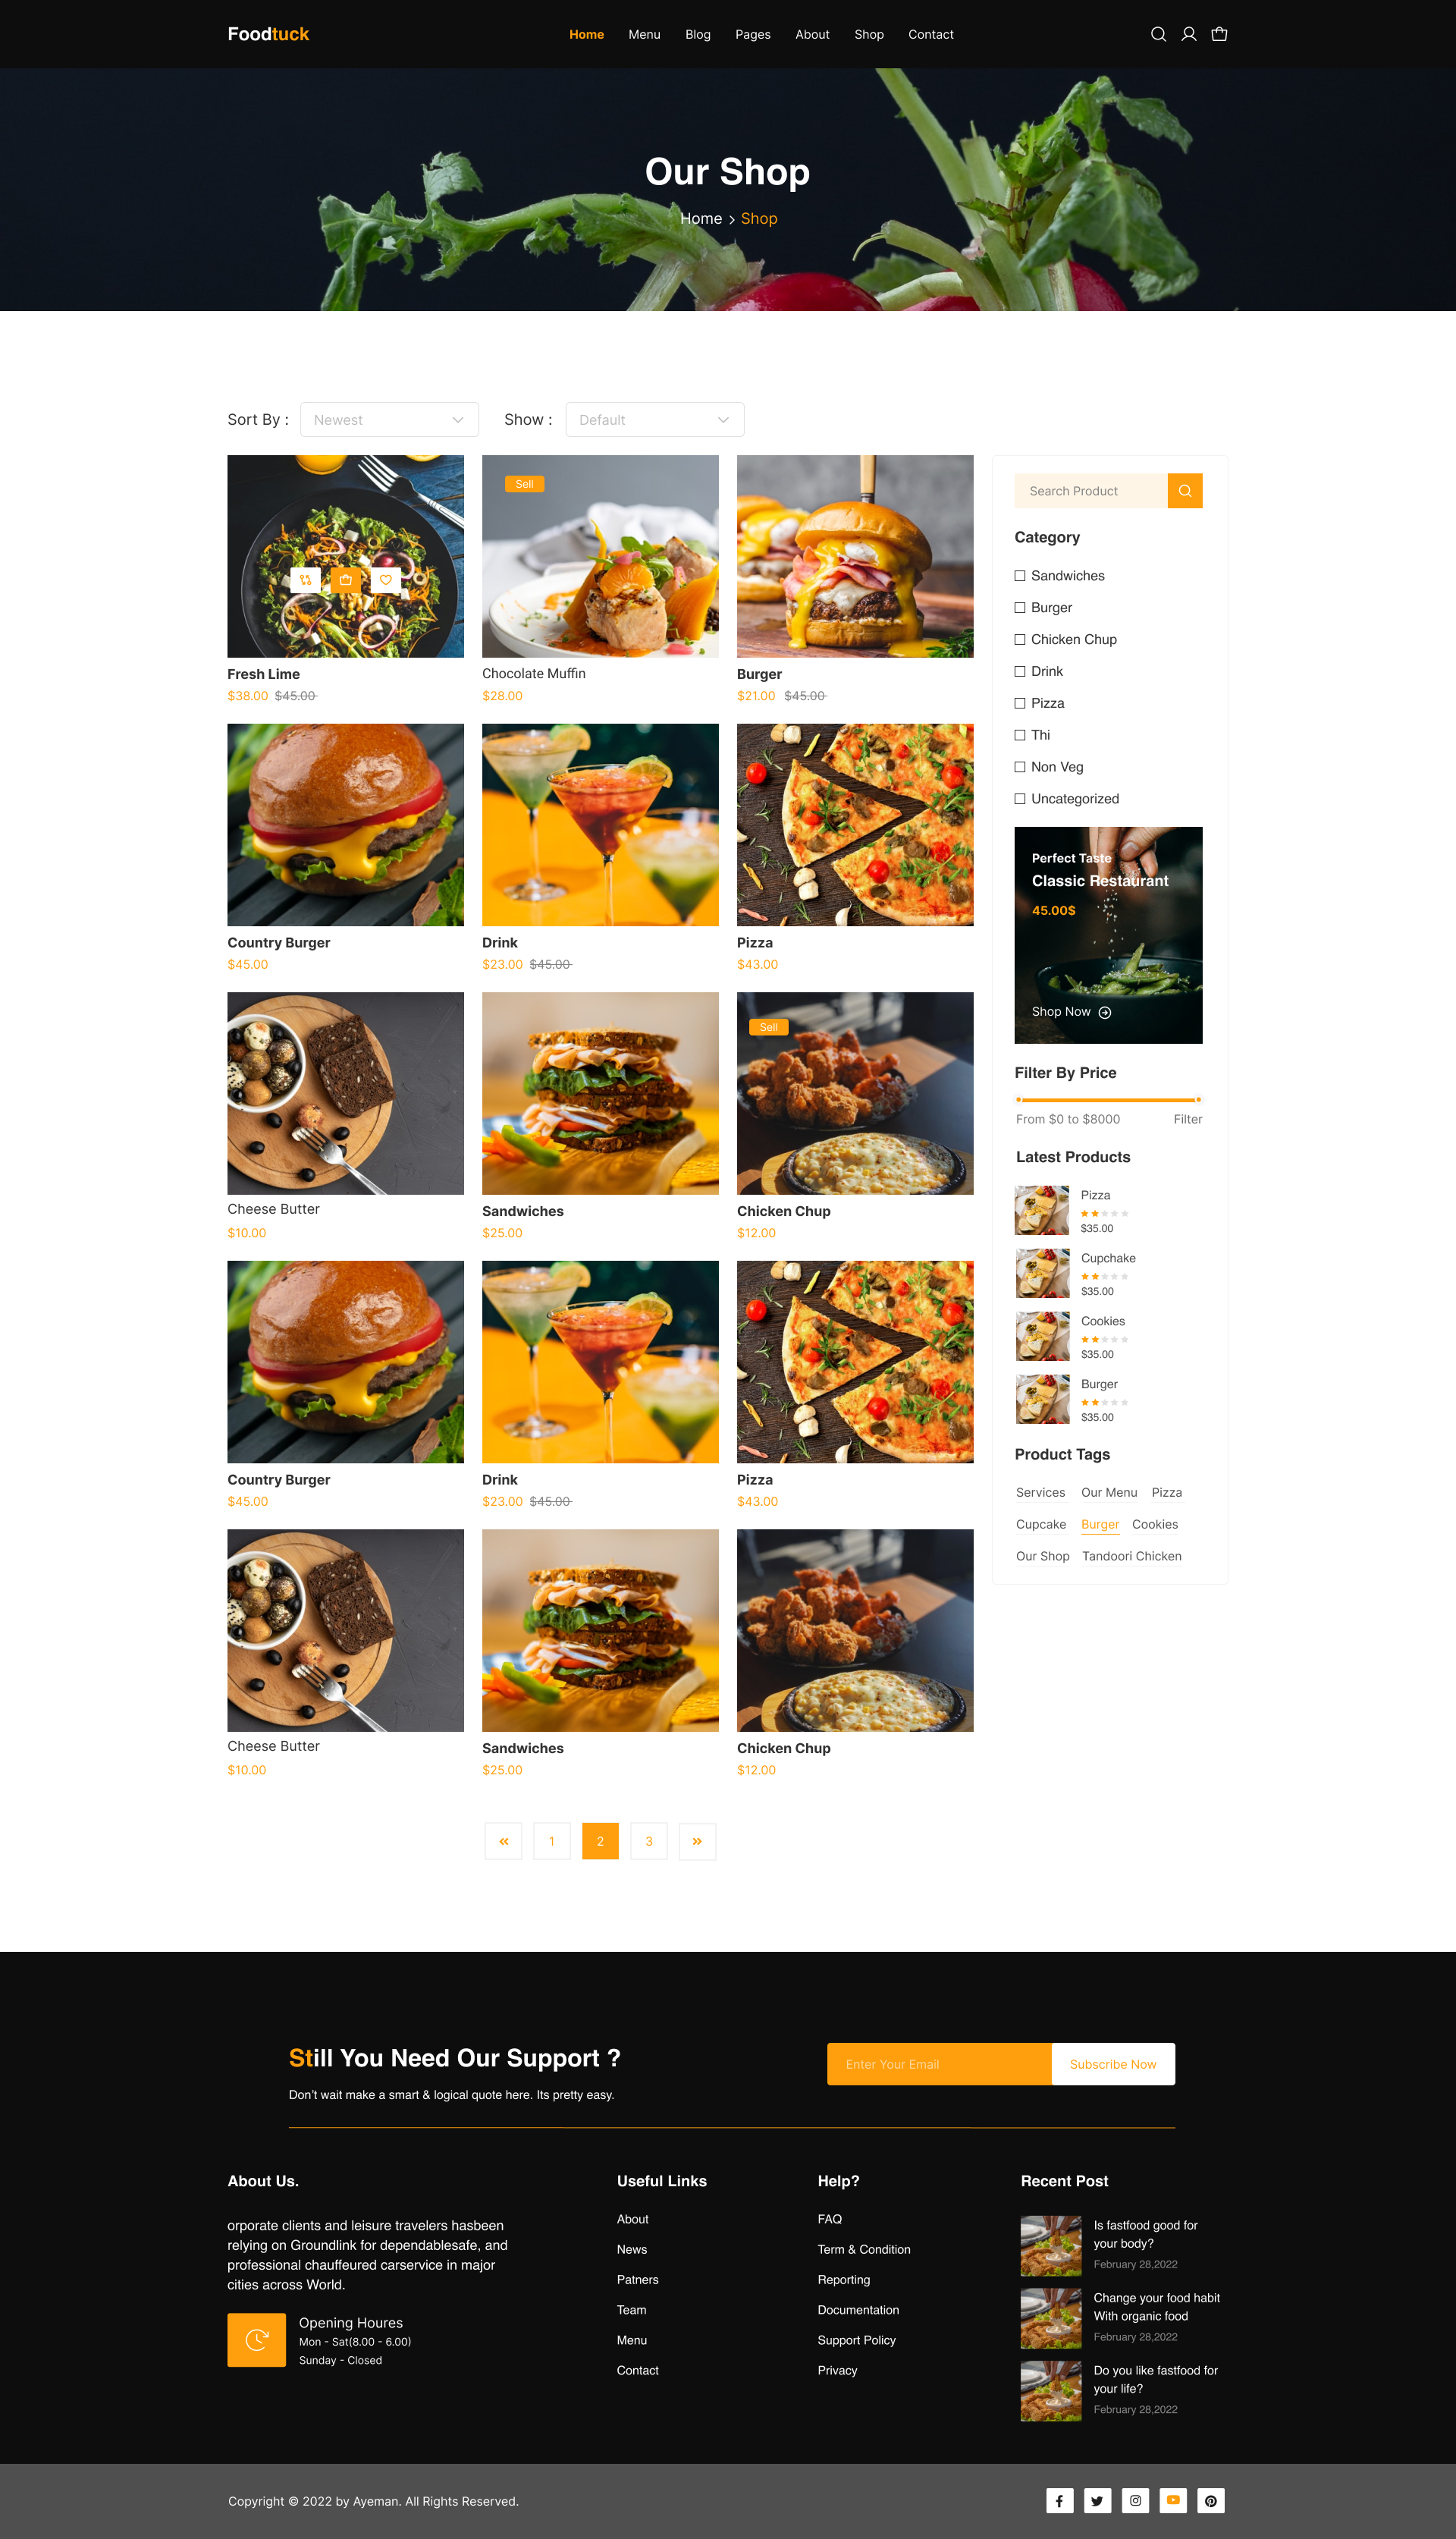 Foodtuck
Home Menu Blog Pages About Shop Contact
Our Shop
Home Shop
Sort By : Newest Show : Default
Sell
Fresh Lime
$38.00 $45.00
Chocolate Muffin
$28.00
Burger
$21.00 $45.00
Country Burger
$45.00
Drink
$23.00 $45.00
Pizza
$43.00
Sell
Cheese Butter
$10.00
Sandwiches
$25.00
Chicken Chup
$12.00
Country Burger
$45.00
Drink
$23.00 $45.00
Pizza
$43.00
Cheese Butter
$10.00
Sandwiches
$25.00
Chicken Chup
$12.00
« 1 2 3 »
Search Product
Category
Sandwiches
Burger
Chicken Chup
Drink
Pizza
Thi
Non Veg
Uncategorized
Perfect Taste
Classic Restaurant
45.00$
Shop Now
Filter By Price
From $0 to $8000 Filter
Latest Products
Pizza
$35.00
Cupchake
$35.00
Cookies
$35.00
Burger
$35.00
Product Tags
Services Our Menu Pizza
Cupcake Burger Cookies
Our Shop Tandoori Chicken
Still You Need Our Support ?
Don't wait make a smart & logical quote here. Its pretty easy.
Enter Your Email Subscribe Now
About Us.
orporate clients and leisure travelers hasbeen
relying on Groundlink for dependablesafe, and
professional chauffeured carservice in major
cities across World.
Opening Houres
Mon - Sat(8.00 - 6.00)
Sunday - Closed
Useful Links
About
News
Patners
Team
Menu
Contact
Help?
FAQ
Term & Condition
Reporting
Documentation
Support Policy
Privacy
Recent Post
Is fastfood good for
your body?
February 28,2022
Change your food habit
With organic food
February 28,2022
Do you like fastfood for
your life?
February 28,2022
Copyright © 2022 by Ayeman. All Rights Reserved.